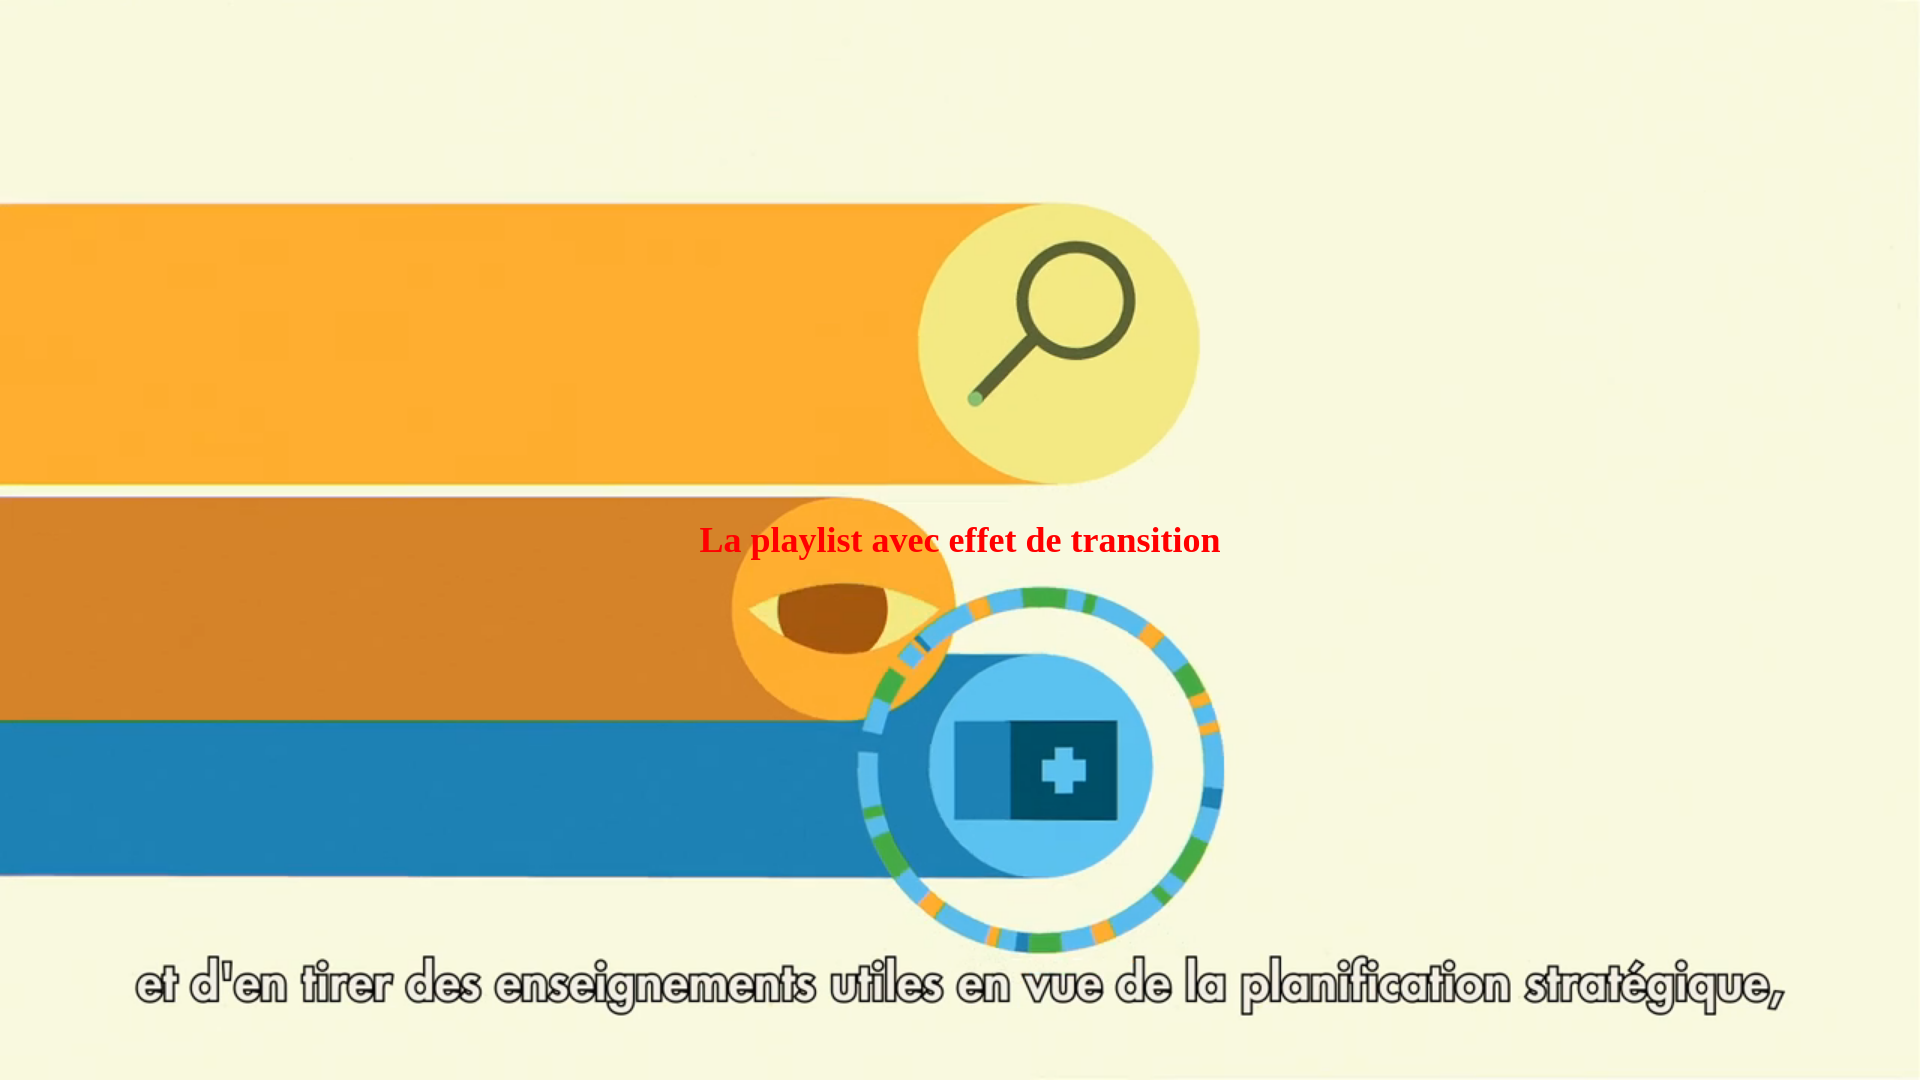 La playlist avec effet de transition
et d'en tirer des enseignements utiles en vue de la planification stratégique,